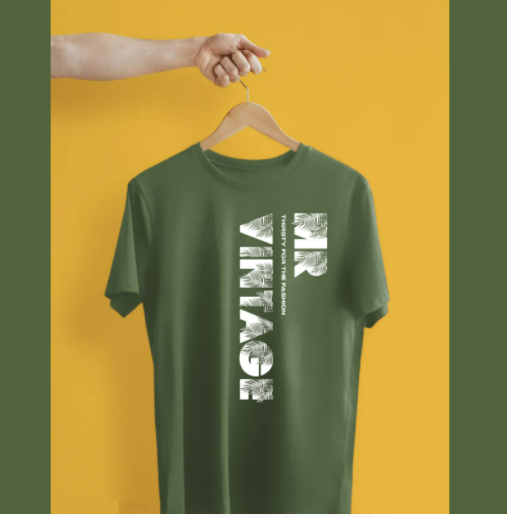 MR
THIRSTY FOR THE FASHION
VINTAGE